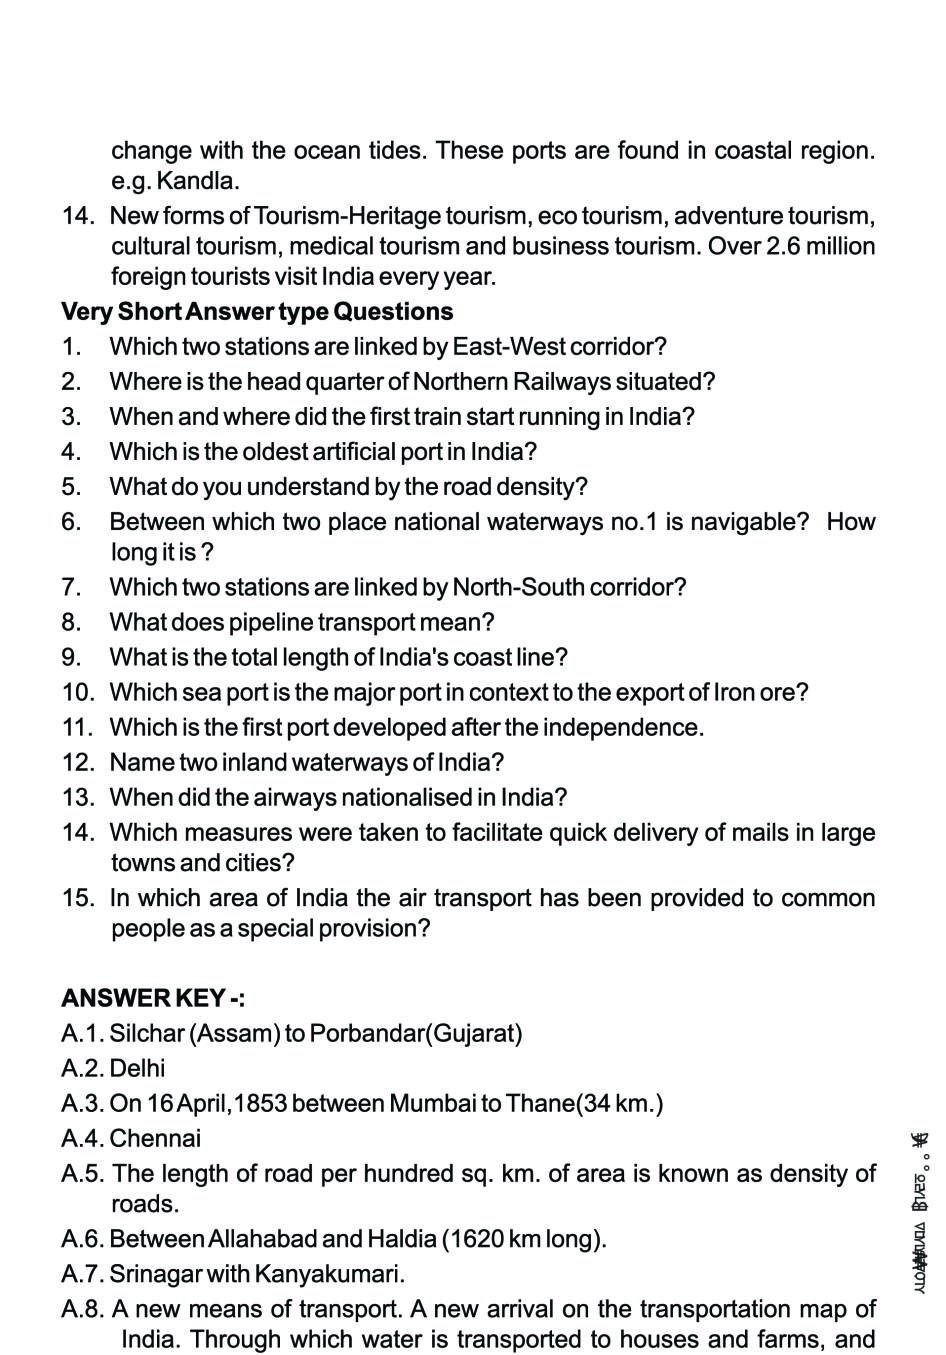 change with the ocean tides. These ports are found in coastal region.
e.g. Kandla.
14. New forms of Tourism-Heritage tourism, eco tourism, adventure tourism,
cultural tourism, medical tourism and business tourism. Over 2.6 million
foreign tourists visit India every year.
Very Short Answer type Questions
1. Which two stations are linked by East-West corridor?
2. Where is the head quarter of Northern Railways situated?
3. When and where did the first train start running in India?
4. Which is the oldest artificial port in India?
5. What do you understand by the road density?
6. Between which two place national waterways no.1 is navigable? How
long it is ?
7. Which two stations are linked by North-South corridor?
8. What does pipeline transport mean?
9. What is the total length of India's coast line?
10. Which sea port is the major port in context to the export of Iron ore?
11. Which is the first port developed after the independence.
12. Name two inland waterways of India?
13. When did the airways nationalised in India?
14. Which measures were taken to facilitate quick delivery of mails in large
towns and cities?
15. In which area of India the air transport has been provided to common
people as a special provision?
ANSWER KEY -:
A.1. Silchar (Assam) to Porbandar(Gujarat)
A.2. Delhi
A.3. On 16 April,1853 between Mumbai to Thane(34 km.)
A.4. Chennai
A.5. The length of road per hundred sq. km. of area is known as density of
roads.
A.6. Between Allahabad and Haldia (1620 km long).
A.7. Srinagar with Kanyakumari.
A.8. A new means of transport. A new arrival on the transportation map of
India. Through which water is transported to houses and farms, and